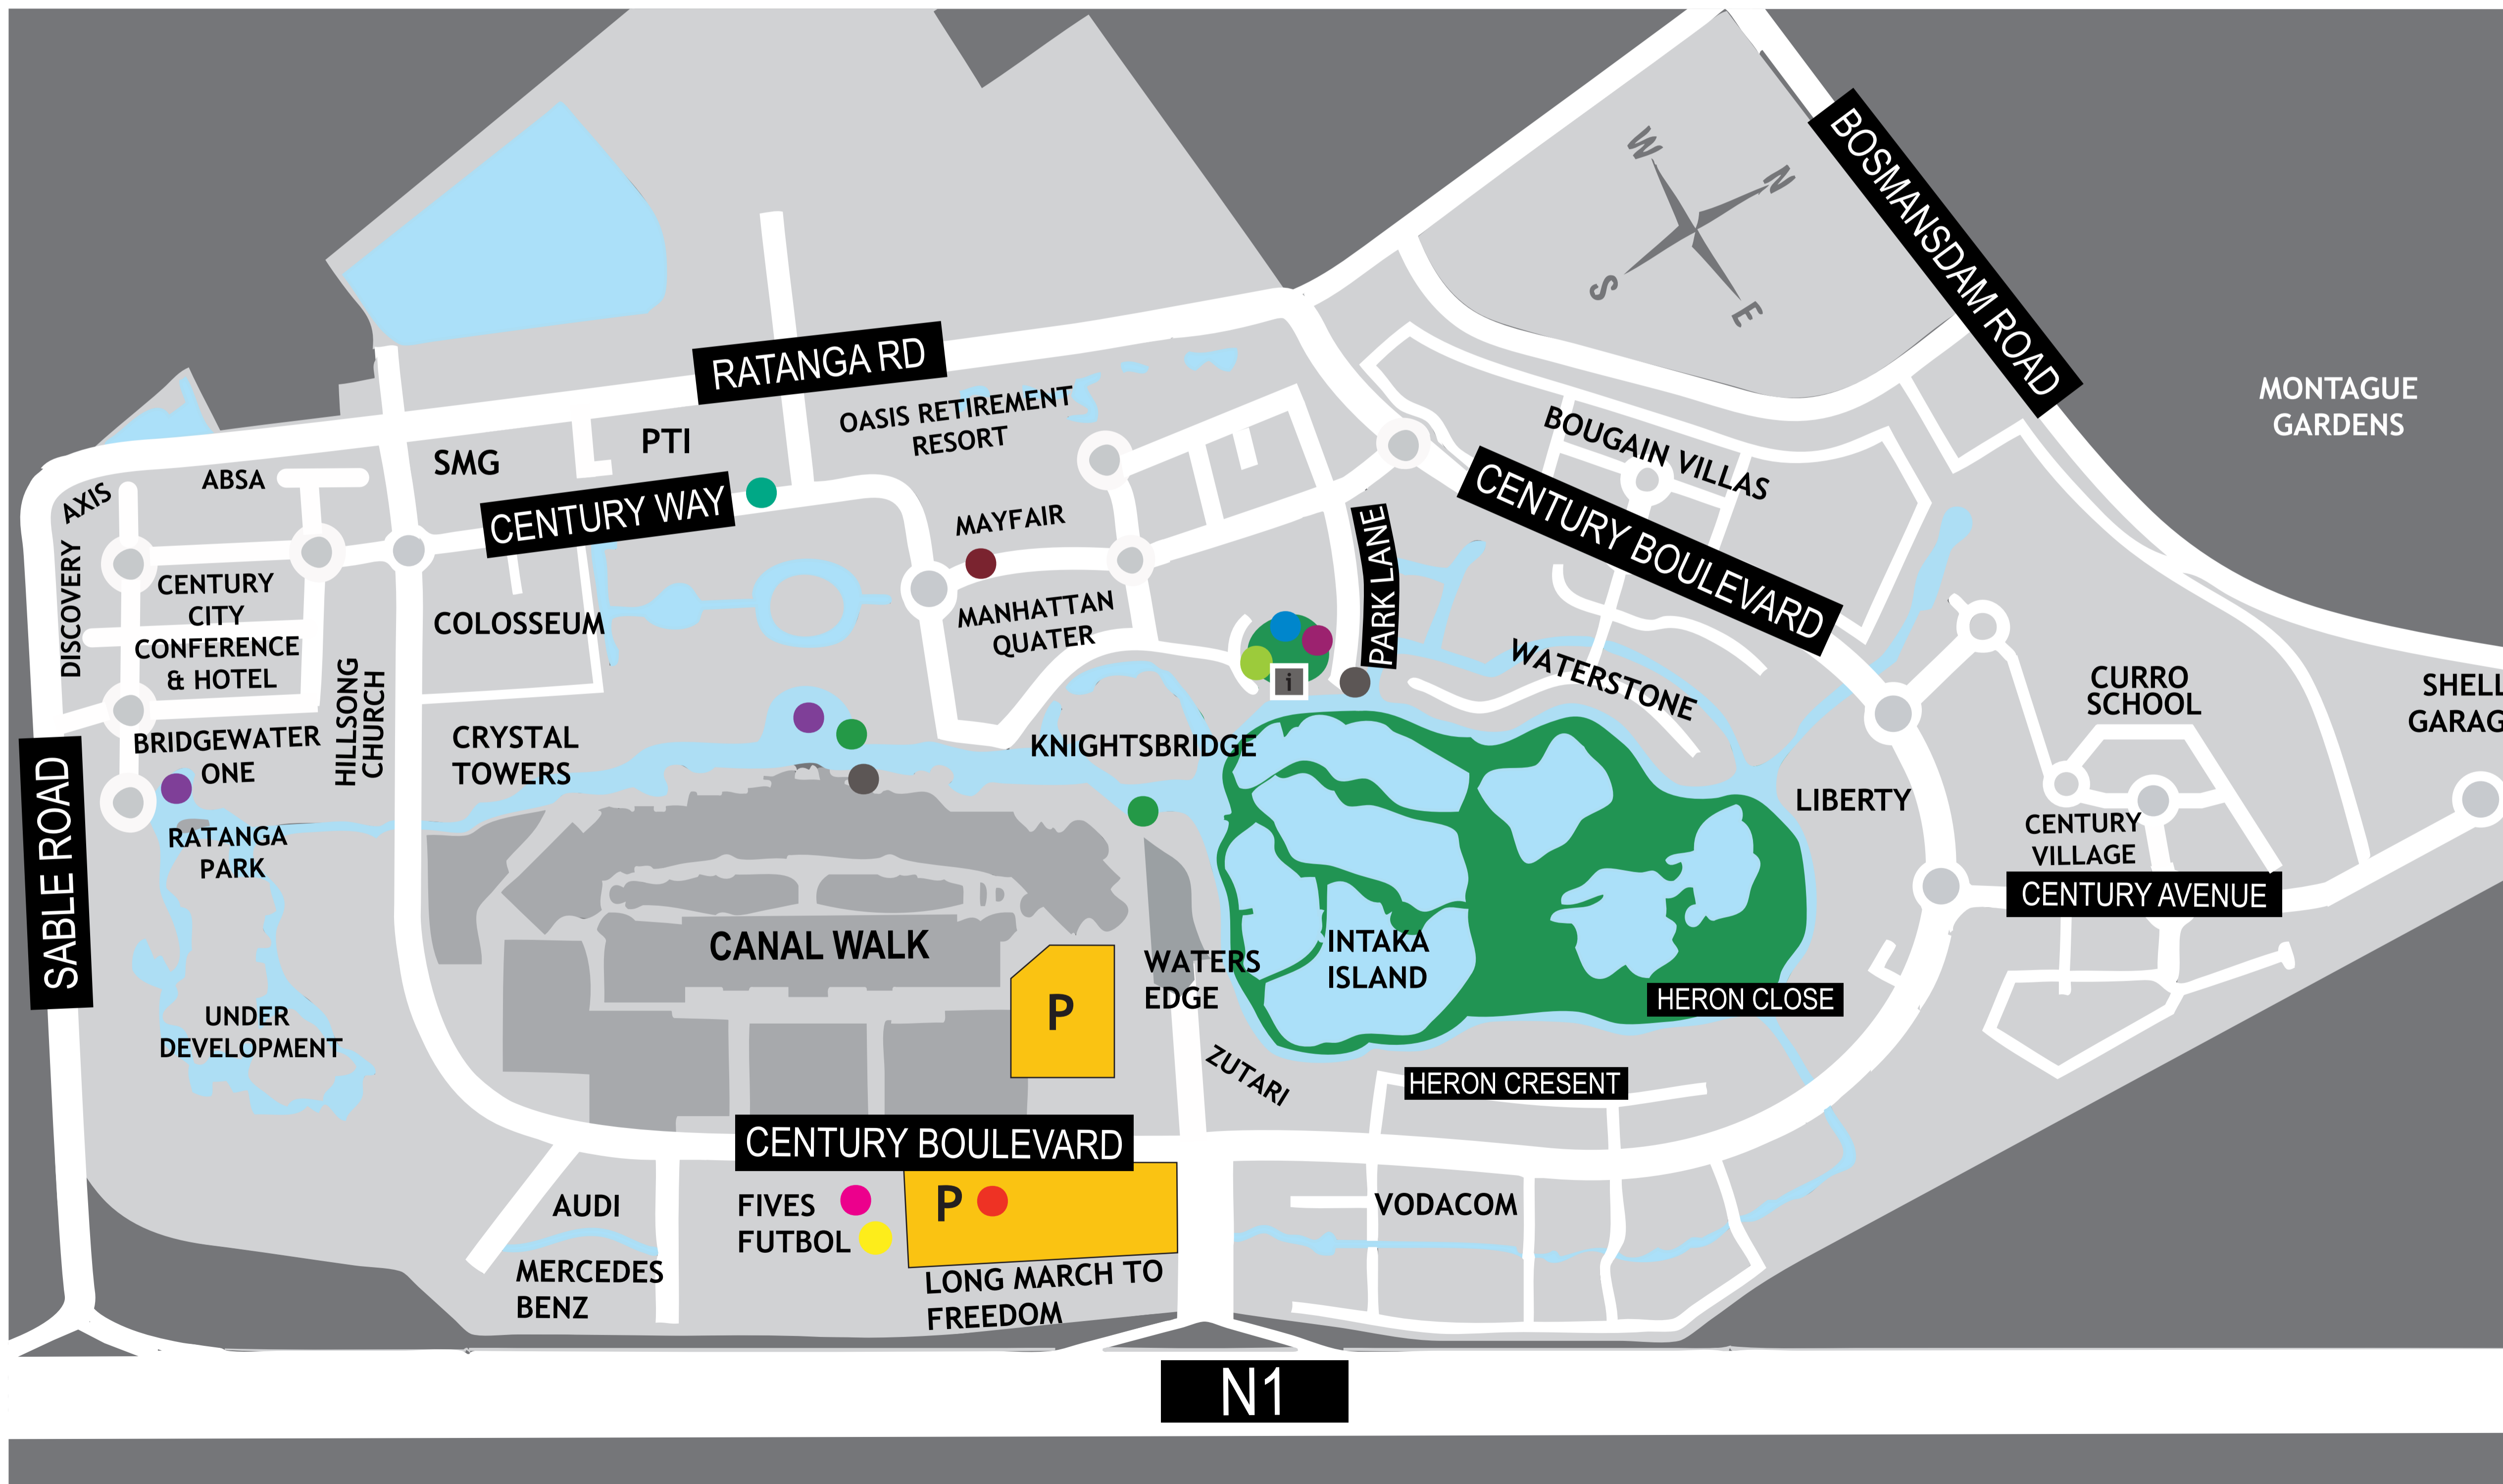 W
N
S
E
BOSMANSDAM ROAD
RATANGA RD
MONTAGUE
GARDENS
OASIS RETIREMENT
RESORT
BOUGAIN VILLAS
PTI
SMG
ABSA
AXIS
CENTURY WAY
MAYFAIR
CENTURY BOULEVARD
PARK LANE
DISCOVERY
CENTURY
CITY
CONFERENCE
& HOTEL
COLOSSEUM
MANHATTAN
QUATER
i
WATERSTONE
CURRO
SCHOOL
SHELL
GARAG
HILLSONG
CHURCH
BRIDGEWATER
ONE
CRYSTAL
TOWERS
KNIGHTSBRIDGE
LIBERTY
SABLE ROAD
RATANGA
PARK
CENTURY
VILLAGE
CENTURY AVENUE
CANAL WALK
WATERS
EDGE
INTAKA
ISLAND
P
HERON CLOSE
UNDER
DEVELOPMENT
ZUTARI
HERON CRESENT
CENTURY BOULEVARD
AUDI
FIVES
FUTBOL
P
VODACOM
MERCEDES
BENZ
LONG MARCH TO
FREEDOM
N1